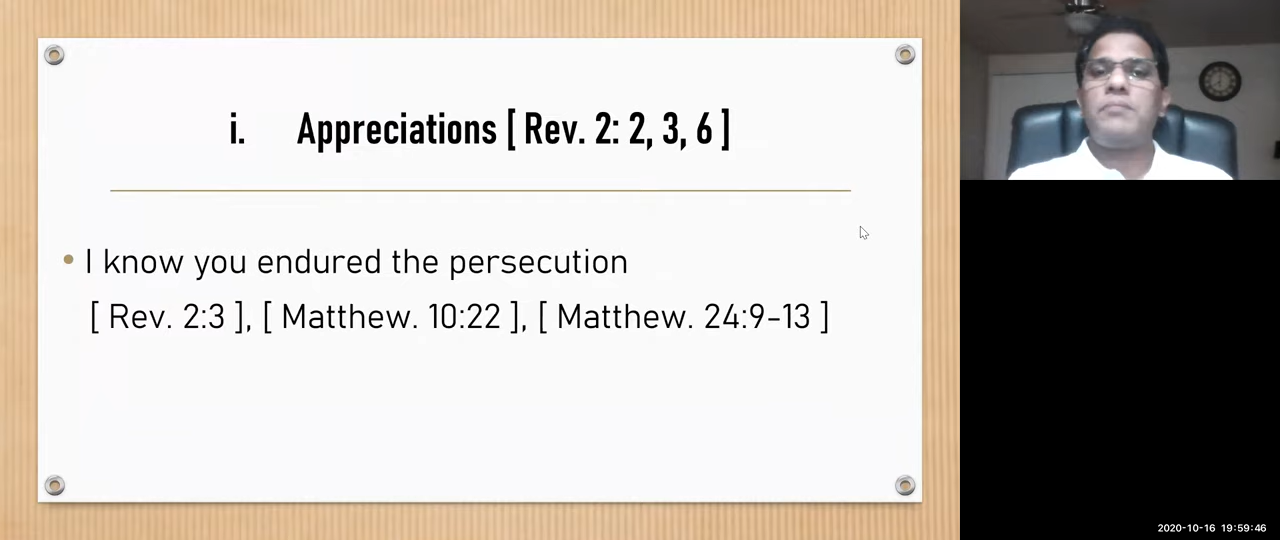 i. Appreciations [ Rev. 2: 2, 3, 6 ]
• I know you endured the persecution
[ Rev. 2:3 ], [ Matthew. 10:22 ], [ Matthew. 24:9-13 ]
2020-10-16 19:59:46